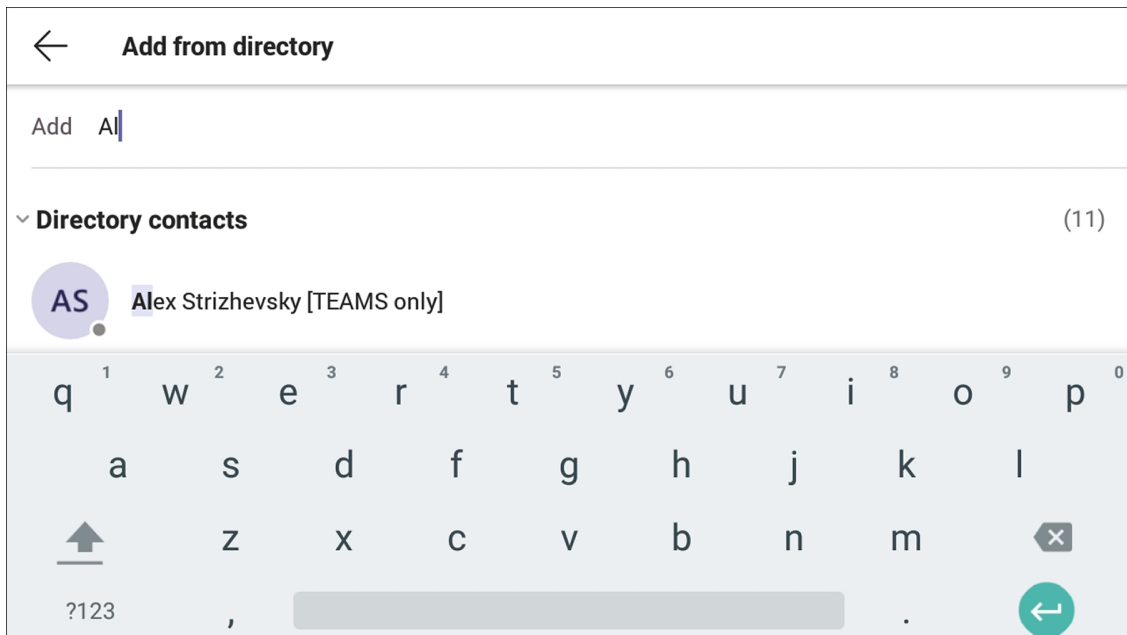 Add from directory
Add Al
Directory contacts (11)
AS Alex Strizhevsky [TEAMS only]
q 1 w 2 e 3 r 4 t 5 y 6 u 7 i 8 o 9 p 0
a s d f g h j k l
z x c v b n m
?123 , .